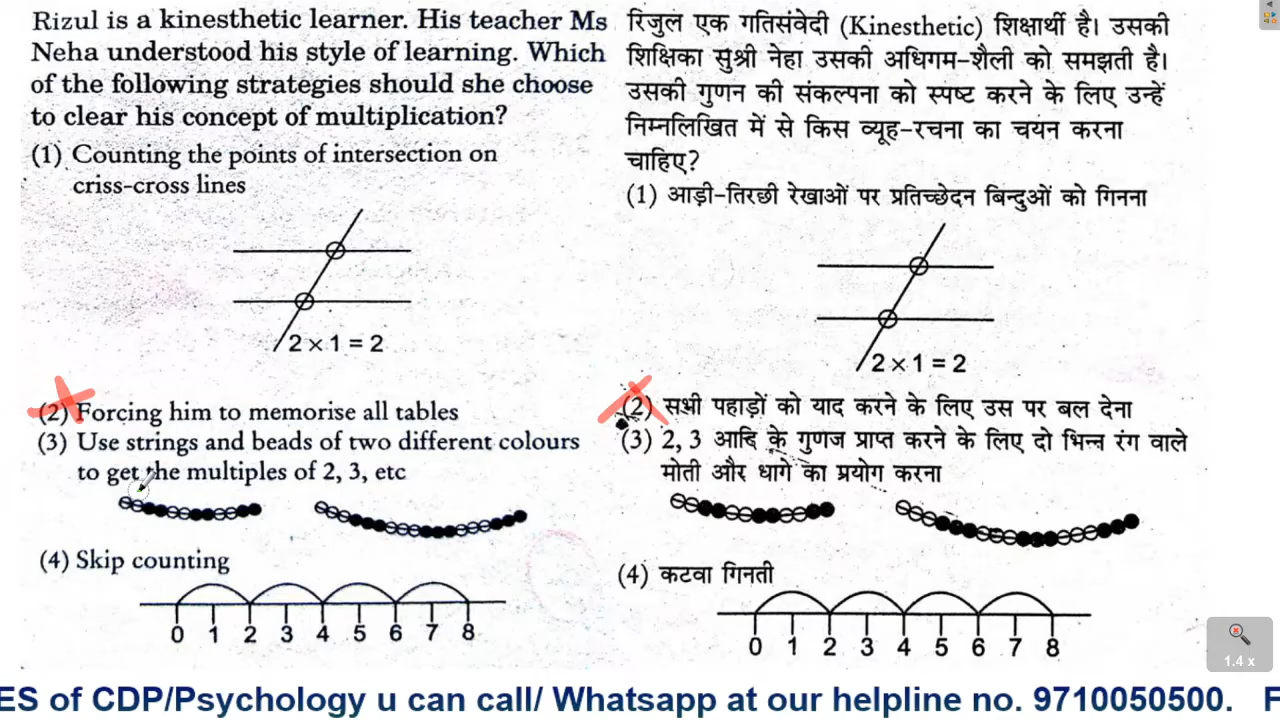 Rizul is a kinesthetic learner. His teacher Ms
Neha understood his style of learning. Which
of the following strategies should she choose
to clear his concept of multiplication?
(1) Counting the points of intersection on
criss-cross lines
2 × 1 = 2
(2) Forcing him to memorise all tables
(3) Use strings and beads of two different colours
to get the multiples of 2, 3, etc
(4) Skip counting
0 1 2 3 4 5 6 7 8
रिजुल एक गतिसंवेदी (Kinesthetic) शिक्षार्थी है। उसकी
शिक्षिका सुश्री नेहा उसकी अधिगम-शैली को समझती है।
उसकी गुणन की संकल्पना को स्पष्ट करने के लिए उन्हें
निम्नलिखित में से किस व्यूह-रचना का चयन करना
चाहिए?
(1) आड़ी-तिरछी रेखाओं पर प्रतिच्छेदन बिन्दुओं को गिनना
2 × 1 = 2
(2) सभी पहाड़ों को याद करने के लिए उस पर बल देना
(3) 2, 3 आदि के गुणज प्राप्त करने के लिए दो भिन्न रंग वाले
मोती और धागे का प्रयोग करना
(4) कटवा गिनती
0 1 2 3 4 5 6 7 8
1.4 x
ES of CDP/Psychology u can call/ Whatsapp at our helpline no. 9710050500. F